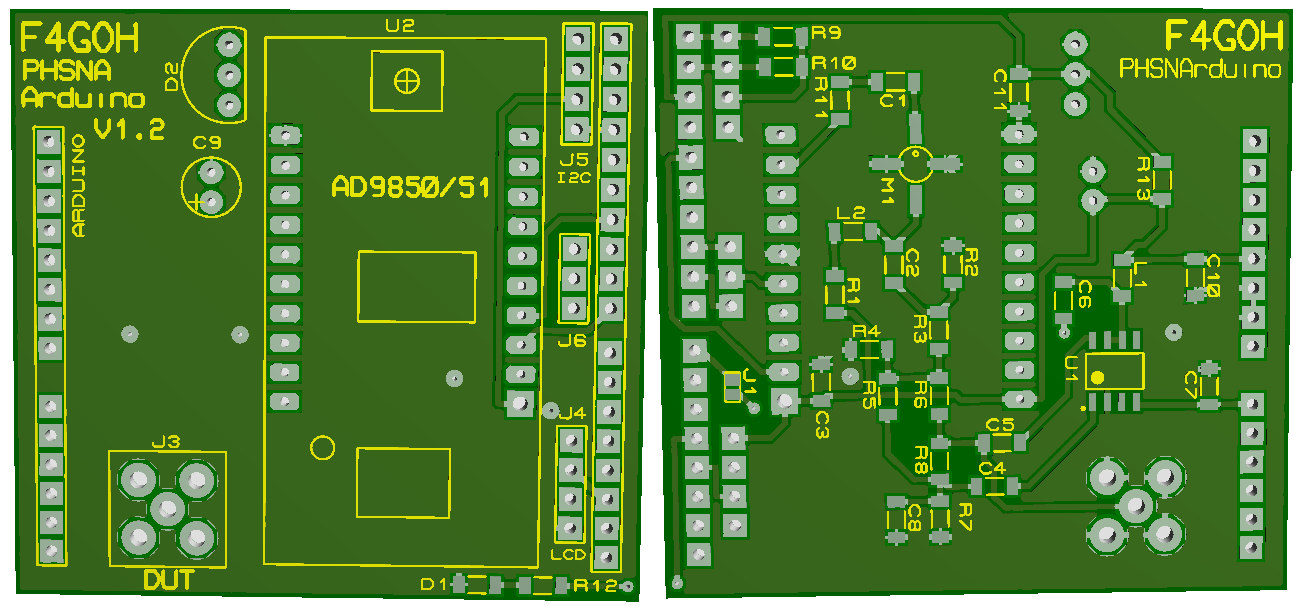 F4GOH
PHSNA
Arduino
V1.2
D2
C9
ARDUINO
U2
AD9850/51
J5
I2C
J6
J4
LCD
J3
DUT
D1
R12
F4GOH
PHSNArduino
R9
R10
R11
C1
C11
M1
R13
L2
C2
R2
R1
R3
C6
L1
C10
R4
U1
J1
R5
R6
C3
C7
C5
R8
C4
C8
R7